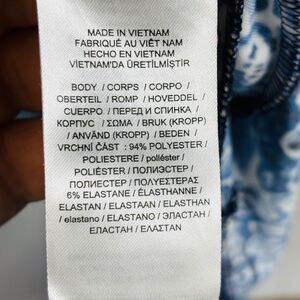 MADE IN VIETNAM
FABRIQUÉ AU VIÊT NAM
HECHO EN VIETNAM
VİETNAM'DA ÜRETİLMİŞTİR
BODY / CORPS / CORPO /
OBERTEIL / ROMP / HOVEDDEL /
CUERPO / ПЕРЕД И СПИНКА /
КОРПУС / ΣΩΜΑ / BRUK (KROPP)
/ ANVÄND (KROPP) / BEDEN /
VRCHNÍ ČÁST : 94% POLYESTER /
POLIESTERE / poliéster /
POLIÉSTER / ПОЛИЭСТЕР /
ПОЛИЕСТЕР / ΠΟΛΥΕΣΤΕΡΑΣ
6% ELASTANE / ÉLASTHANNE /
ELASTAN / ELASTAAN / ELASTHAN
/ elastano / ELASTANO / ЭЛАСТАН /
ЕЛАСТАН / ΕΛΑΣΤΑΝ